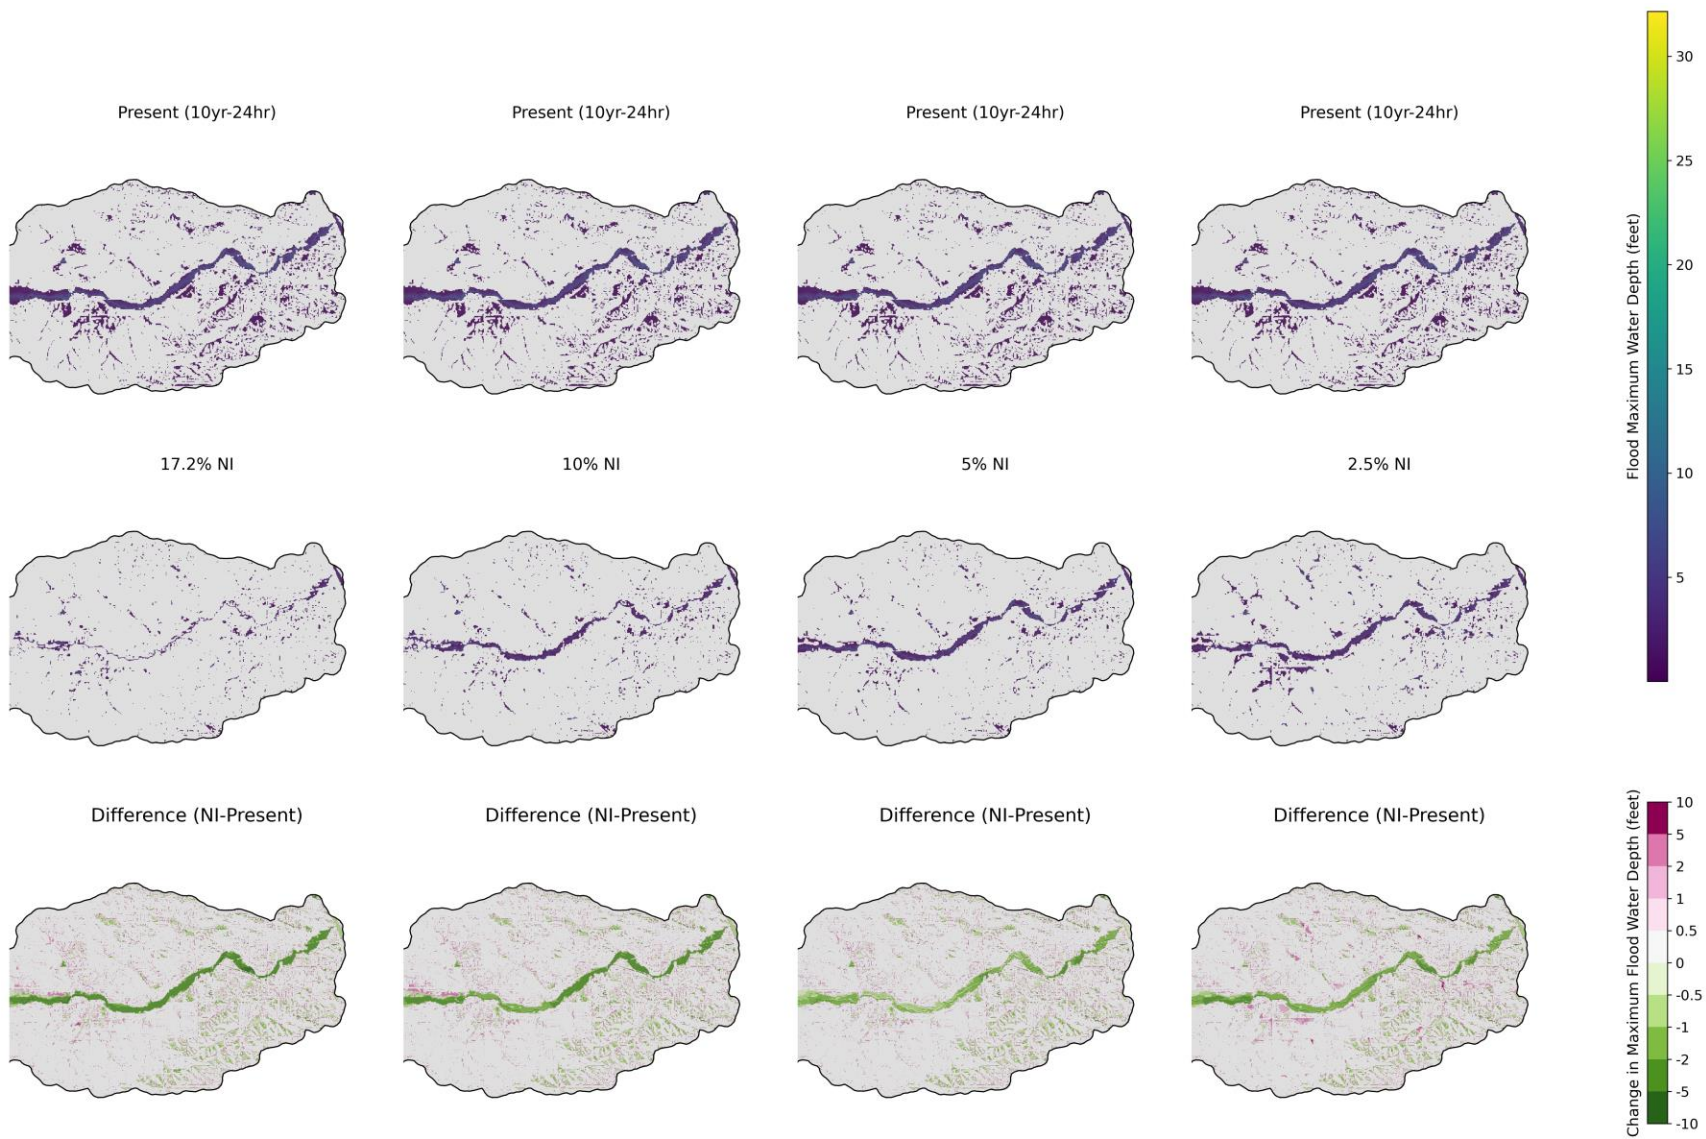 Present (10yr-24hr)
Present (10yr-24hr)
Present (10yr-24hr)
Present (10yr-24hr)
17.2% NI
10% NI
5% NI
2.5% NI
Difference (NI-Present)
Difference (NI-Present)
Difference (NI-Present)
Difference (NI-Present)
Flood Maximum Water Depth (feet)
30
25
20
15
10
5
Change in Maximum Flood Water Depth (feet)
10
5
2
1
0.5
0
-0.5
-1
-2
-5
-10